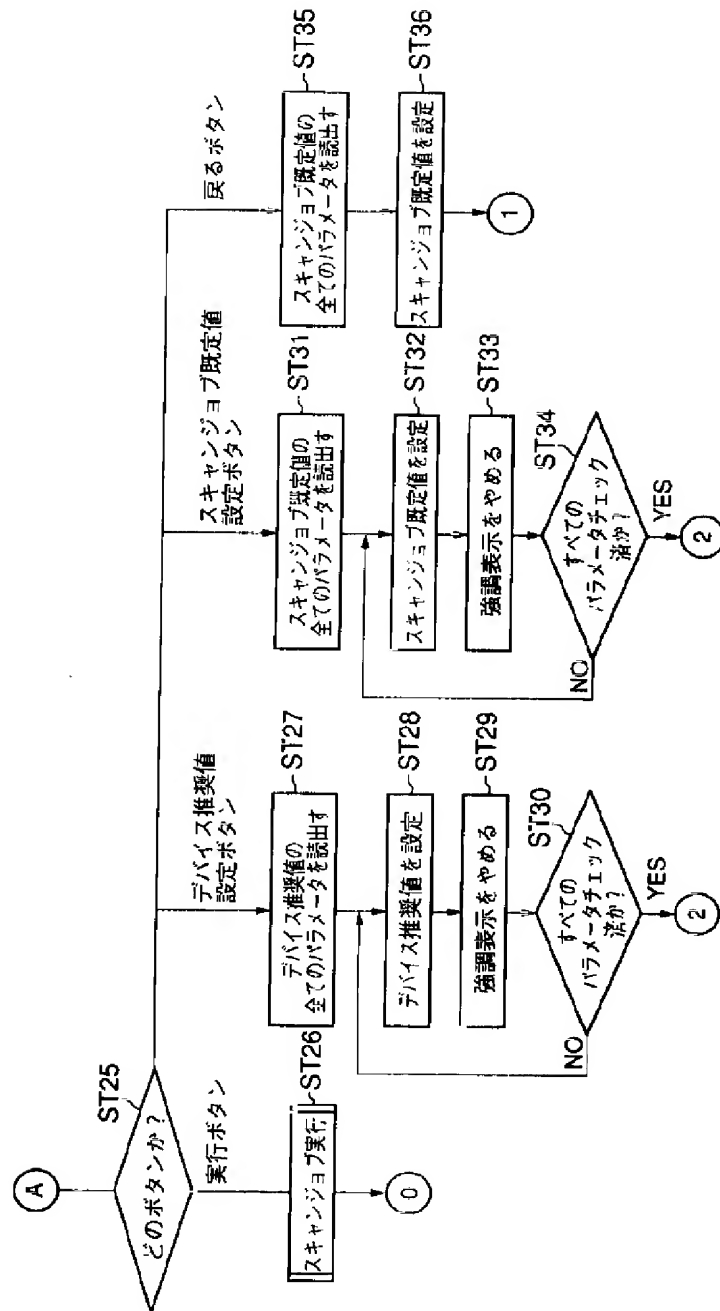 A
どのボタンか?
ST25
実行ボタン
スキャンジョブ実行
ST26
0
デバイス推奨値
設定ボタン
デバイス推奨値の
全てのパラメータを読出す
ST27
デバイス推奨値を設定
ST28
強調表示をやめる
ST29
すべての
パラメータチェック
済か?
ST30
NO
YES
2
スキャンジョブ既定値
設定ボタン
スキャンジョブ既定値の
全てのパラメータを読出す
ST31
スキャンジョブ既定値を設定
ST32
強調表示をやめる
ST33
すべての
パラメータチェック
済か?
ST34
NO
YES
2
戻るボタン
スキャンジョブ既定値の
全てのパラメータを読出す
ST35
スキャンジョブ既定値を設定
ST36
1